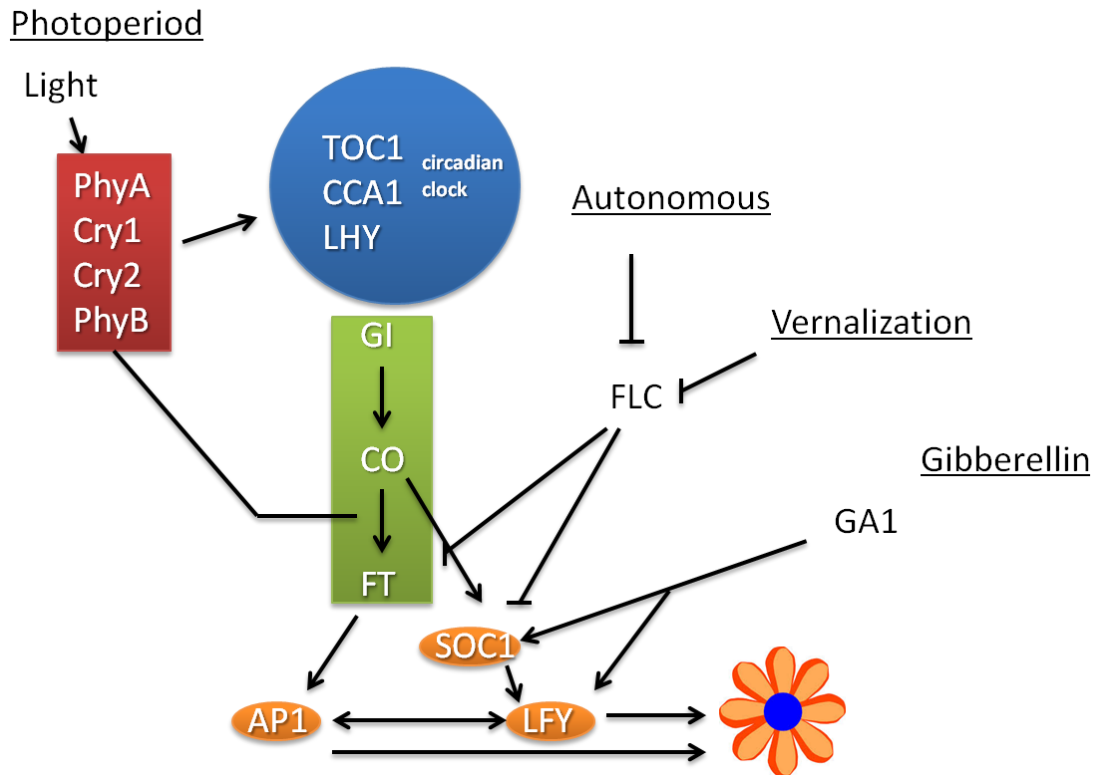 Photoperiod
Light
PhyA
Cry1
Cry2
PhyB
TOC1
CCA1
LHY
circadian
clock
Autonomous
Vernalization
GI
FLC
CO
Gibberellin
GA1
FT
SOC1
AP1
LFY